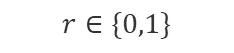 r ∈ {0,1}